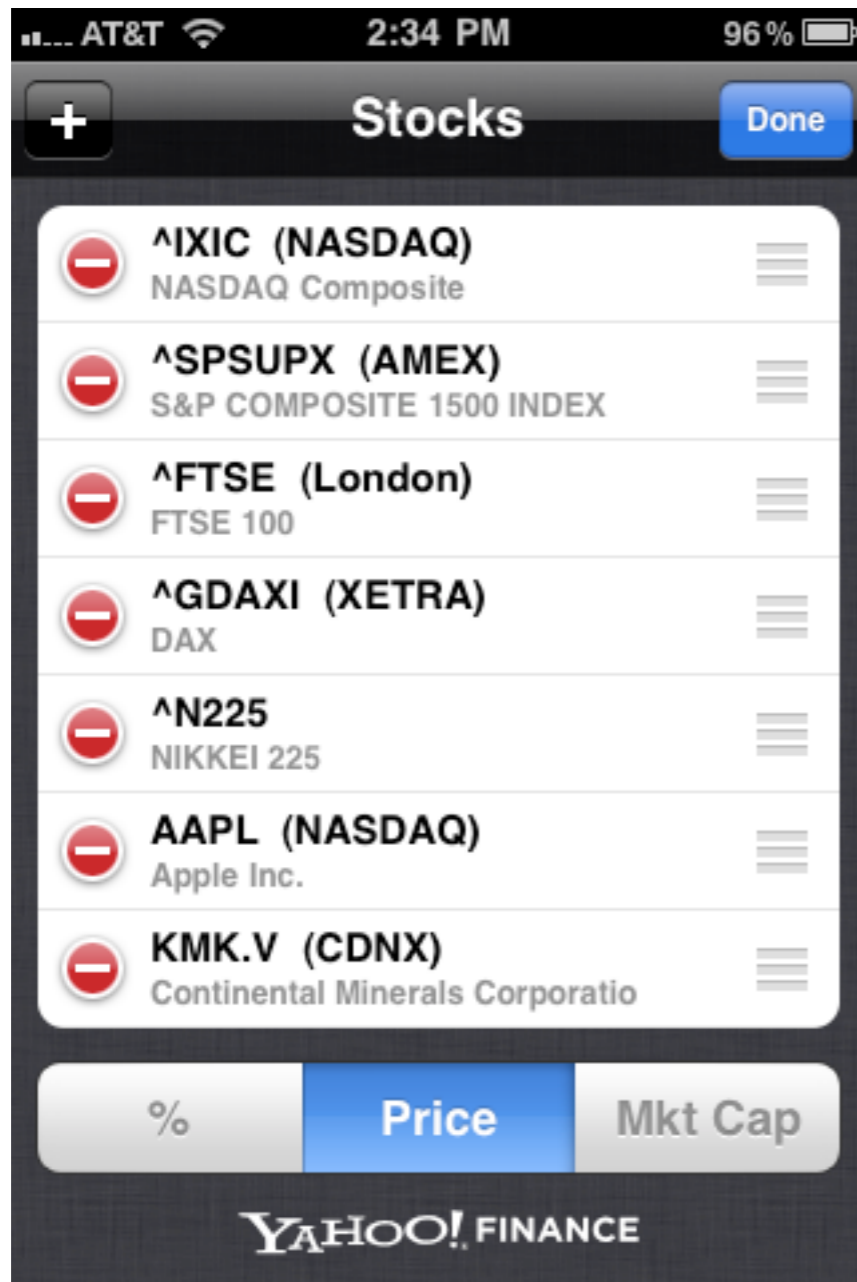 AT&T 2:34 PM 96%
+ Stocks Done
^IXIC (NASDAQ)
NASDAQ Composite
^SPSUPX (AMEX)
S&P COMPOSITE 1500 INDEX
^FTSE (London)
FTSE 100
^GDAXI (XETRA)
DAX
^N225
NIKKEI 225
AAPL (NASDAQ)
Apple Inc.
KMK.V (CDNX)
Continental Minerals Corporatio
% Price Mkt Cap
YAHOO! FINANCE